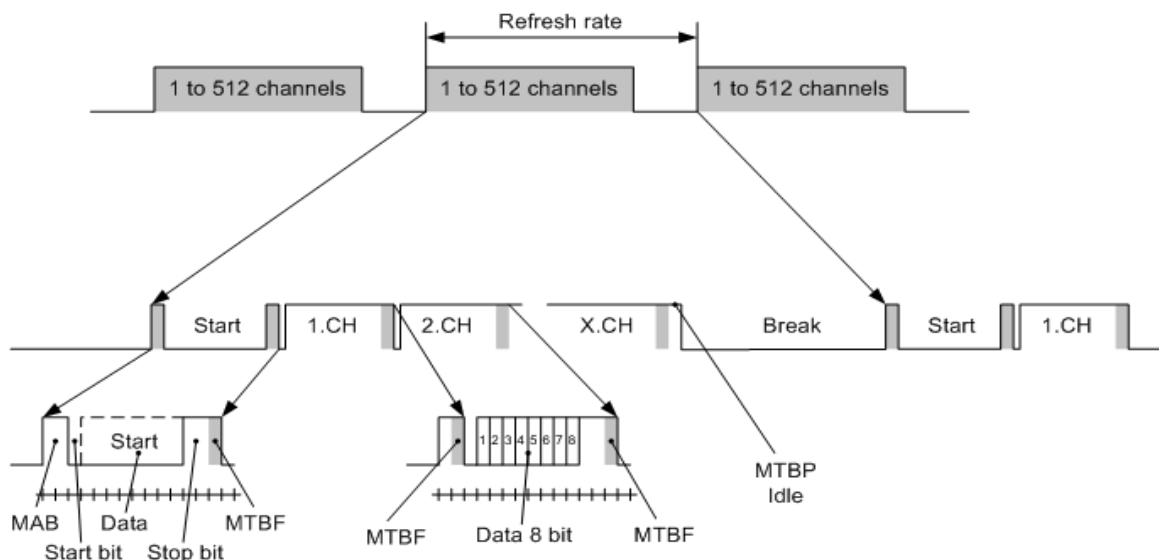 Refresh rate
1 to 512 channels 1 to 512 channels 1 to 512 channels
Start 1.CH 2.CH X.CH Break Start 1.CH
Start 1 2 3 4 5 6 7 8
MTBP
Idle
MAB Data MTBF MTBF Data 8 bit MTBF
Start bit Stop bit